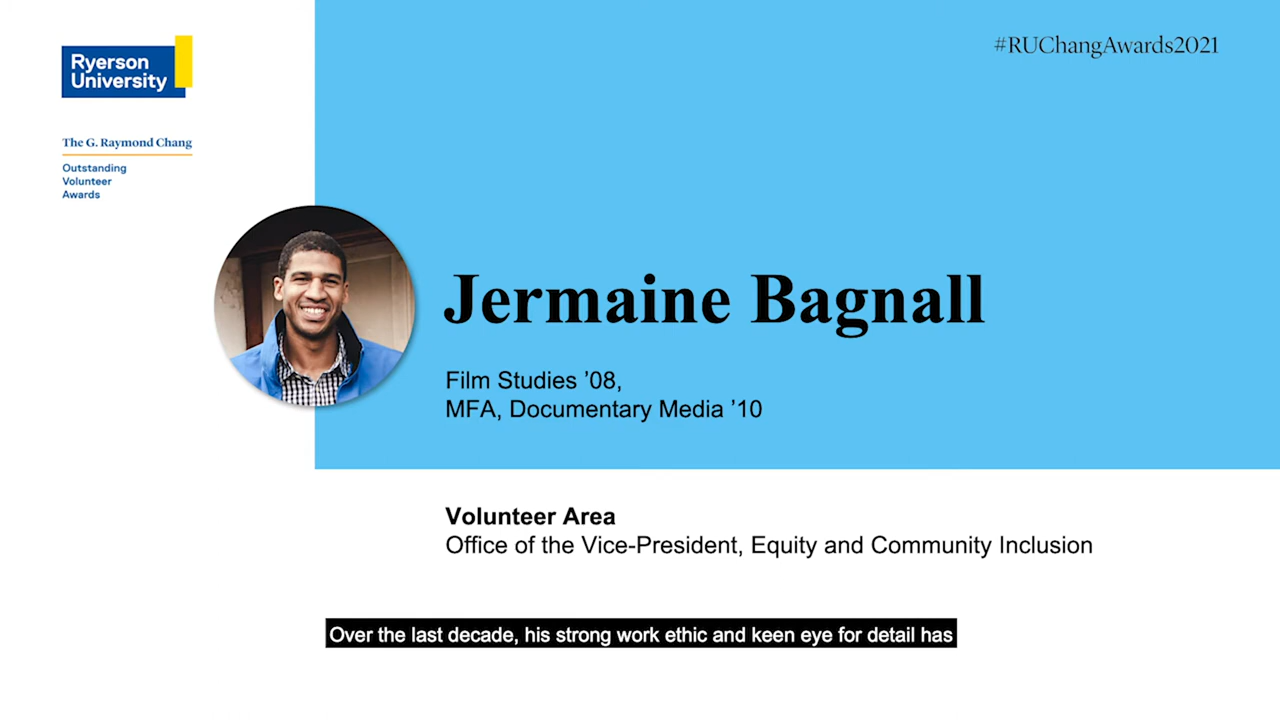 Ryerson
University
#RUChangAwards2021
The G. Raymond Chang
Outstanding
Volunteer
Awards
Jermaine Bagnall
Film Studies ’08,
MFA, Documentary Media ’10
Volunteer Area
Office of the Vice-President, Equity and Community Inclusion
Over the last decade, his strong work ethic and keen eye for detail has